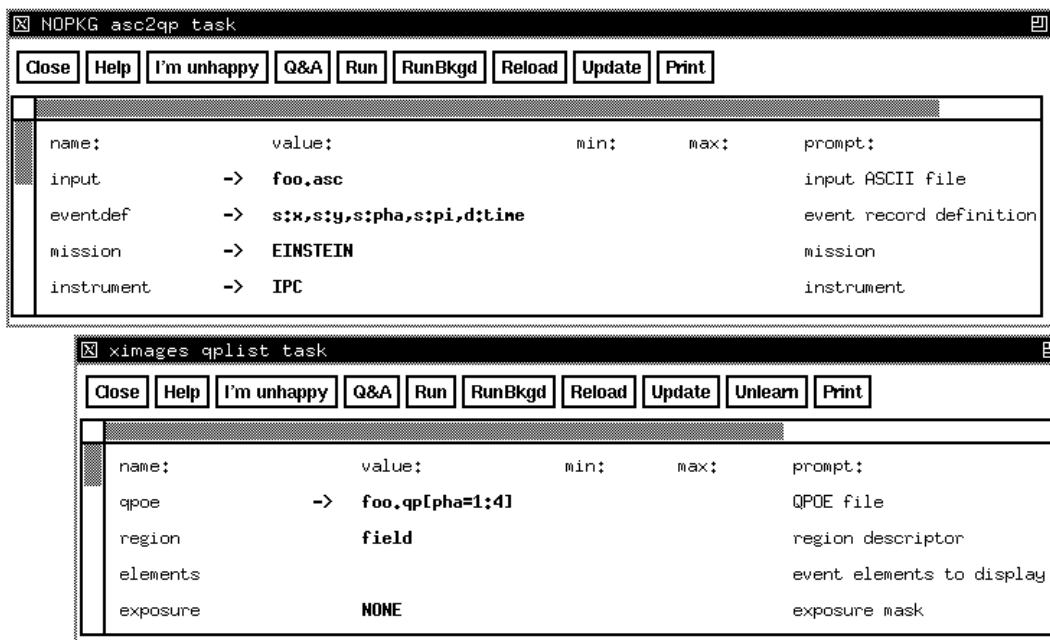 NOPKG asc2qp task
Close Help I'm unhappy Q&A Run RunBkgd Reload Update Print
name: value: min: max: prompt:
input -> foo.asc input ASCII file
eventdef -> s:x,s:y,s:pha,s:pi,d:time event record definition
mission -> EINSTEIN mission
instrument -> IPC instrument
ximages qplist task
Close Help I'm unhappy Q&A Run RunBkgd Reload Update Unlearn Print
name: value: min: max: prompt:
qpoe -> foo.qp[pha=1:4] QPOE file
region field region descriptor
elements event elements to display
exposure NONE exposure mask